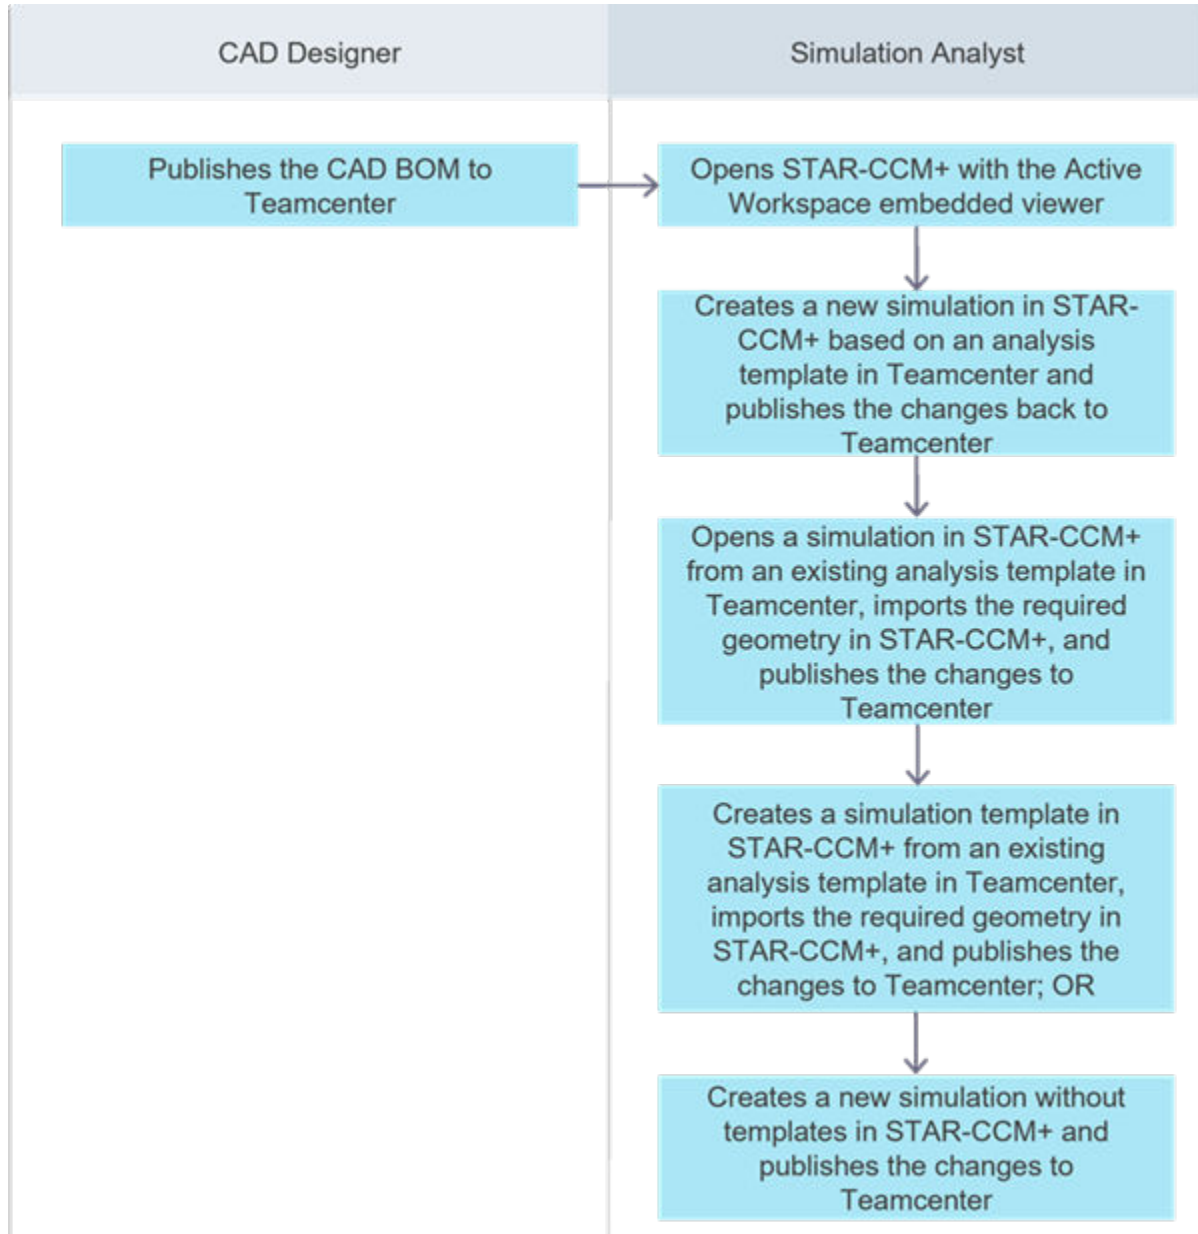 CAD Designer
Simulation Analyst
Publishes the CAD BOM to
Teamcenter
Opens STAR-CCM+ with the Active
Workspace embedded viewer
Creates a new simulation in STAR-
CCM+ based on an analysis
template in Teamcenter and
publishes the changes back to
Teamcenter
Opens a simulation in STAR-CCM+
from an existing analysis template in
Teamcenter, imports the required
geometry in STAR-CCM+, and
publishes the changes to
Teamcenter
Creates a simulation template in
STAR-CCM+ from an existing
analysis template in Teamcenter,
imports the required geometry in
STAR-CCM+, and publishes the
changes to Teamcenter; OR
Creates a new simulation without
templates in STAR-CCM+ and
publishes the changes to
Teamcenter